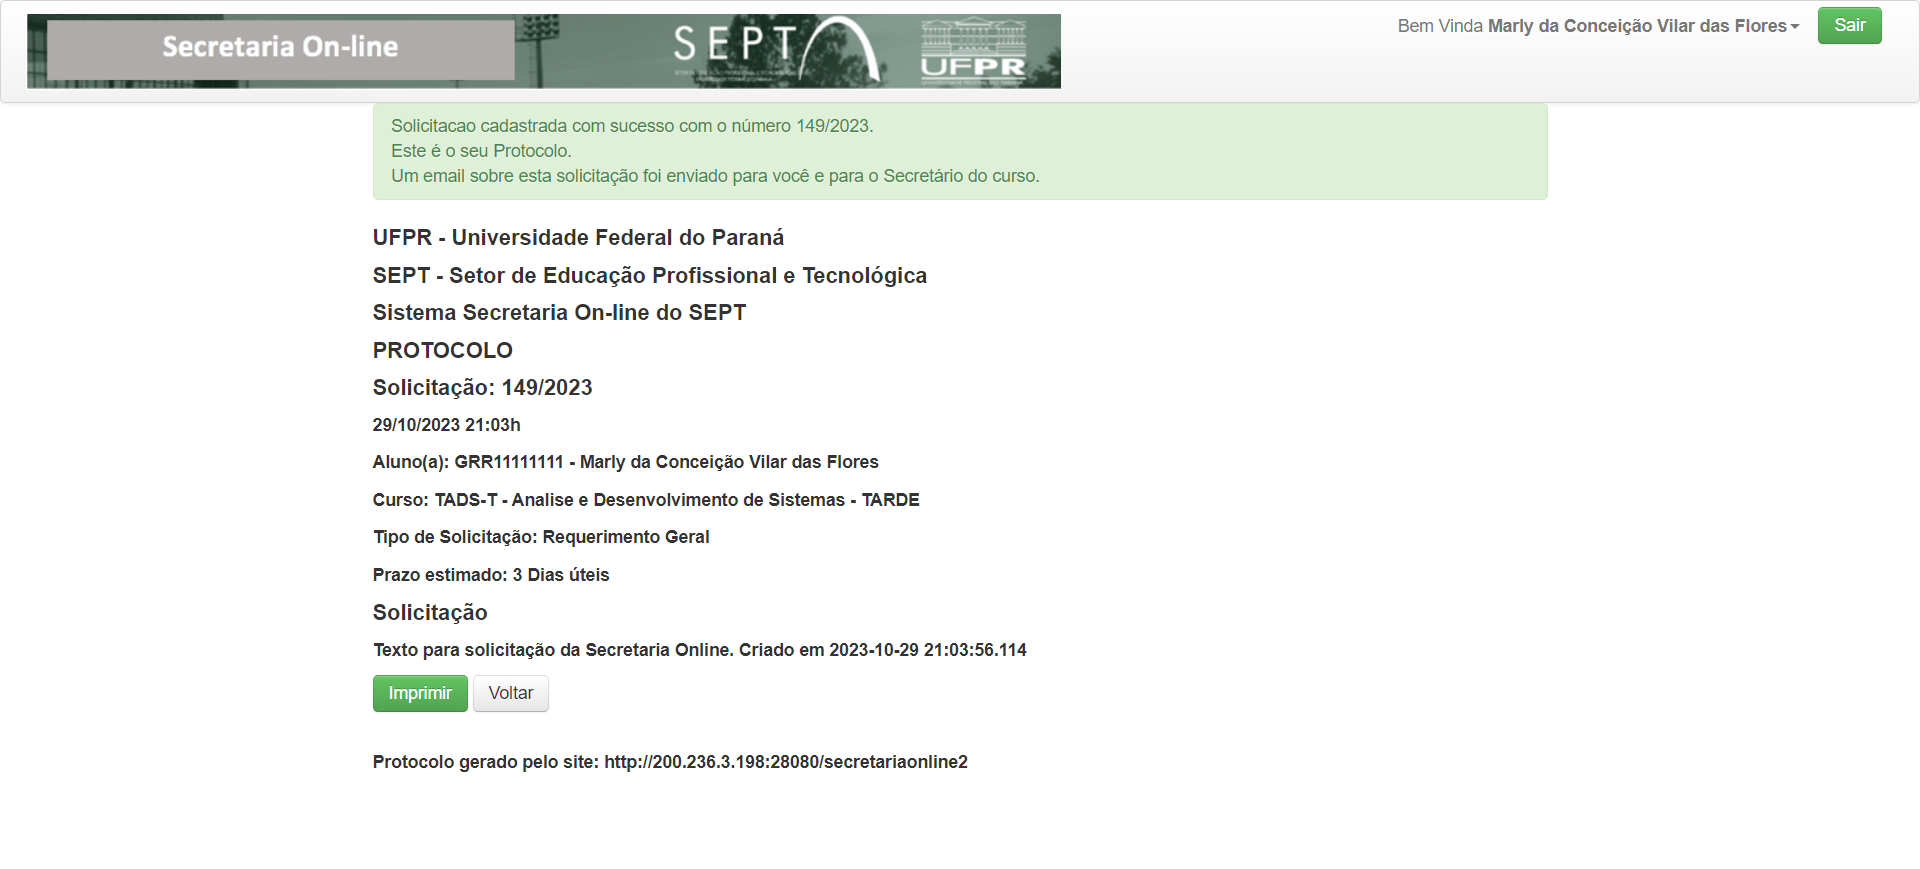 Secretaria On-line
SEPT
UFPR
Bem Vinda Marly da Conceição Vilar das Flores
Sair
Solicitacao cadastrada com sucesso com o número 149/2023.
Este é o seu Protocolo.
Um email sobre esta solicitação foi enviado para você e para o Secretário do curso.
UFPR - Universidade Federal do Paraná
SEPT - Setor de Educação Profissional e Tecnológica
Sistema Secretaria On-line do SEPT
PROTOCOLO
Solicitação: 149/2023
29/10/2023 21:03h
Aluno(a): GRR11111111 - Marly da Conceição Vilar das Flores
Curso: TADS-T - Analise e Desenvolvimento de Sistemas - TARDE
Tipo de Solicitação: Requerimento Geral
Prazo estimado: 3 Dias úteis
Solicitação
Texto para solicitação da Secretaria Online. Criado em 2023-10-29 21:03:56.114
Imprimir Voltar
Protocolo gerado pelo site: http://200.236.3.198:28080/secretariaonline2